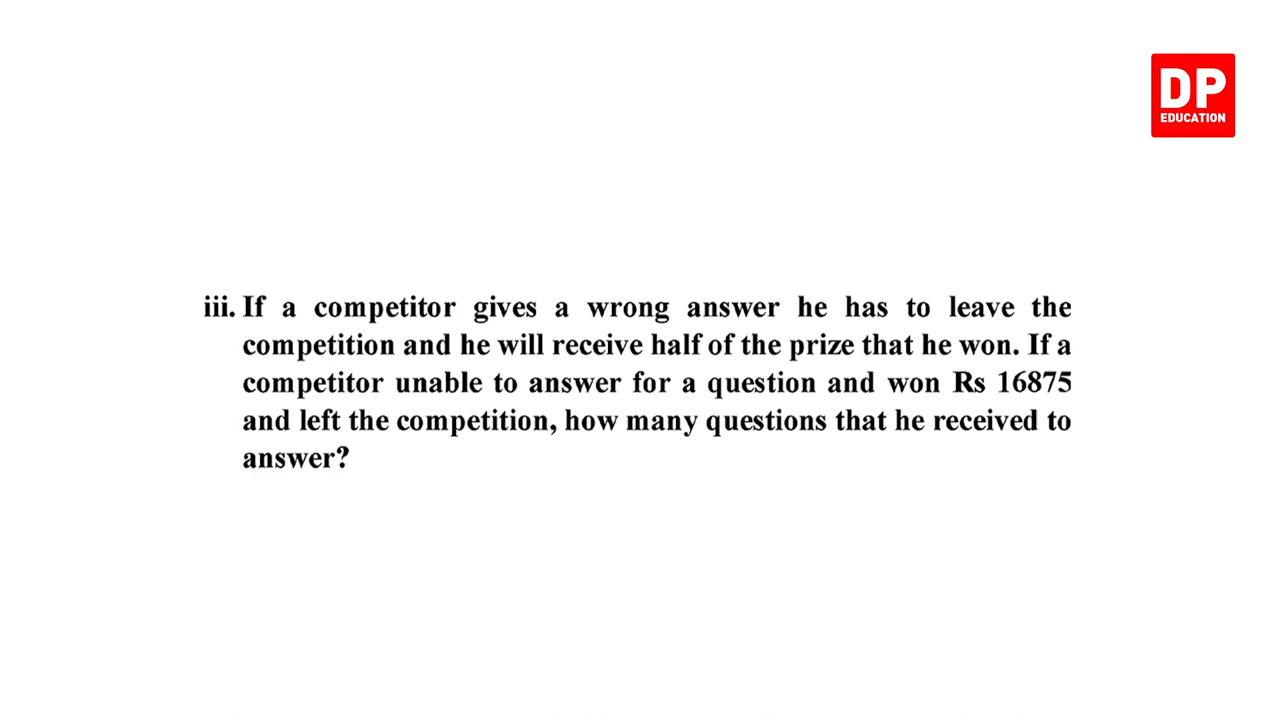 DP
EDUCATION
iii. If a competitor gives a wrong answer he has to leave the
competition and he will receive half of the prize that he won. If a
competitor unable to answer for a question and won Rs 16875
and left the competition, how many questions that he received to
answer?